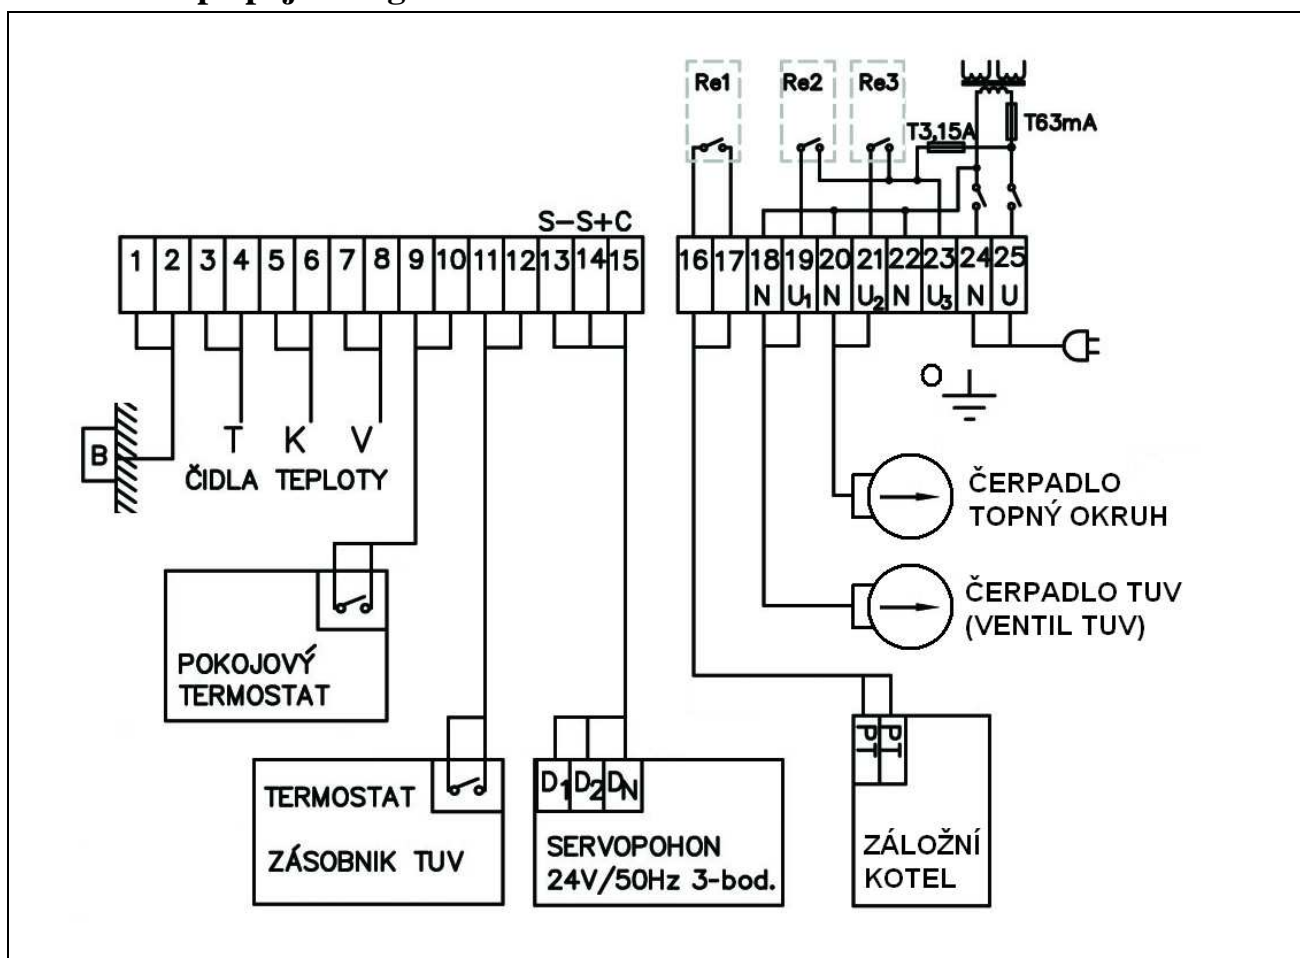 Re1 Re2 Re3
T3,15A T63mA
S-S+C
1 2 3 4 5 6 7 8 9 10 11 12 13 14 15
16 17 18 19 20 21 22 23 24 25
N U1 N U2 N U3 N U
B
T K V
ČIDLA TEPLOTY
ČERPADLO
TOPNÝ OKRUH
ČERPADLO TUV
(VENTIL TUV)
POKOJOVÝ
TERMOSTAT
TERMOSTAT
ZÁSOBNIK TUV
D1 D2 DN
SERVOPOHON
24V/50Hz 3-bod.
PT PT
ZÁLOŽNÍ
KOTEL